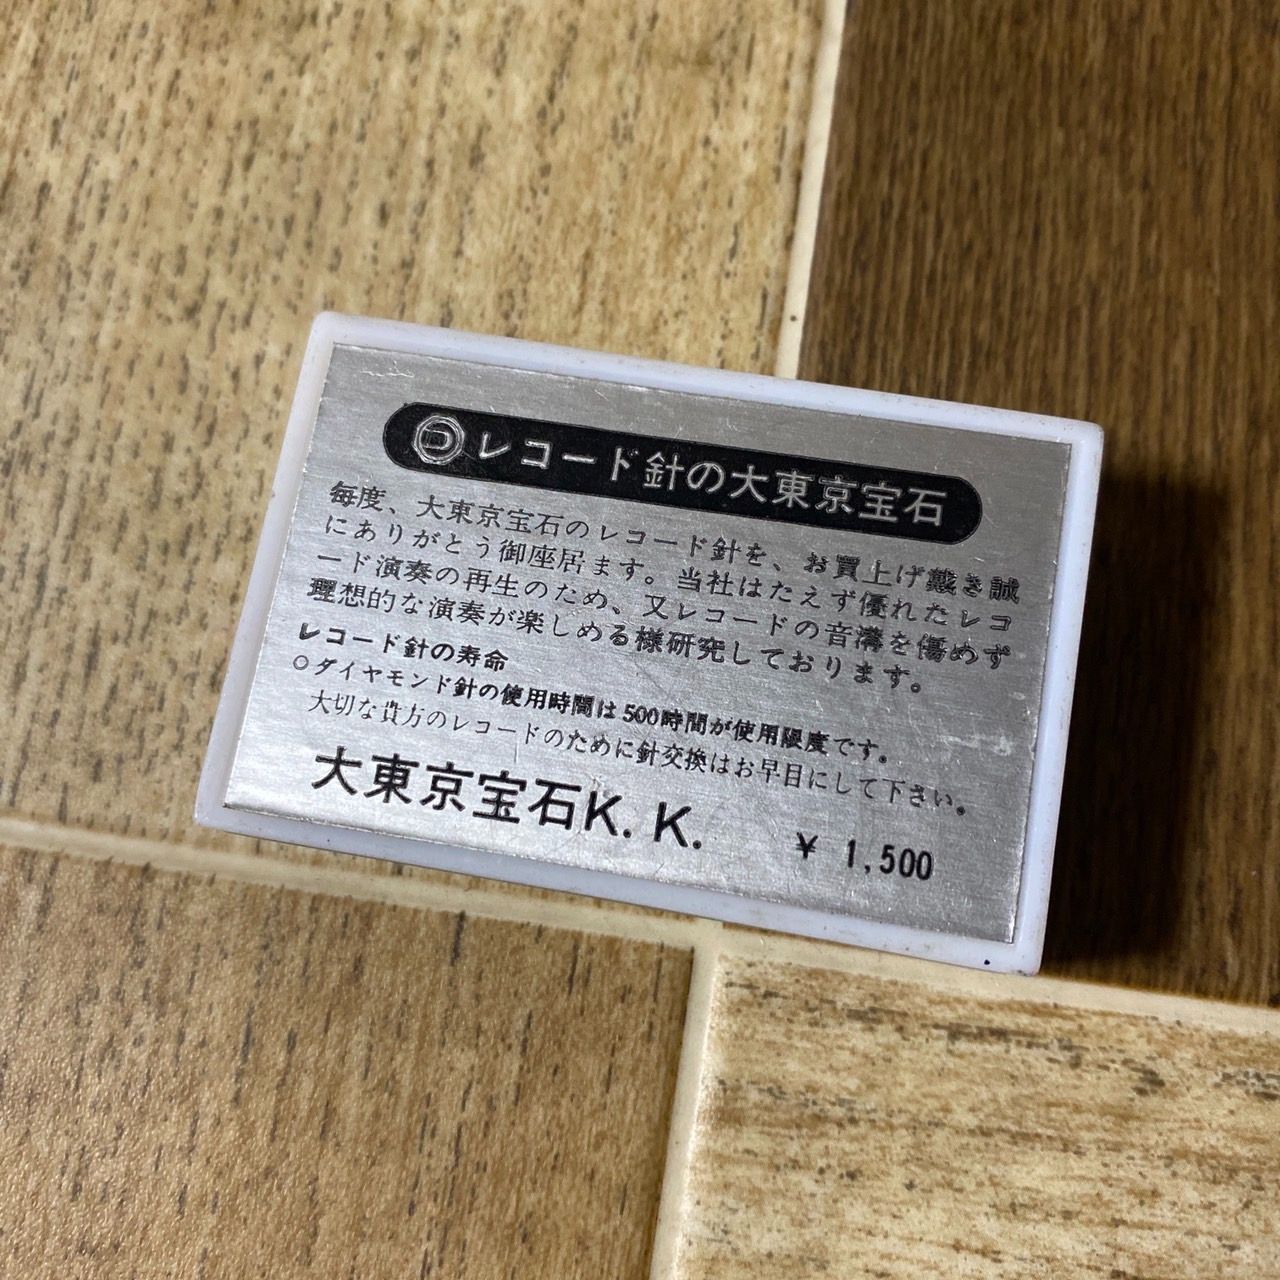 レコード針の大東京宝石
毎度、大東京宝石のレコード針を、お買上げ戴き誠
にありがとう御座居ます。当社はたえず優れたレコ
ード演奏の再生のため、又レコードの音溝を傷めず
理想的な演奏が楽しめる様研究しております。
レコード針の寿命
○ダイヤモンド針の使用時間は500時間が使用限度です。
大切な貴方のレコードのために針交換はお早目にして下さい。
大東京宝石K.K.
¥ 1,500